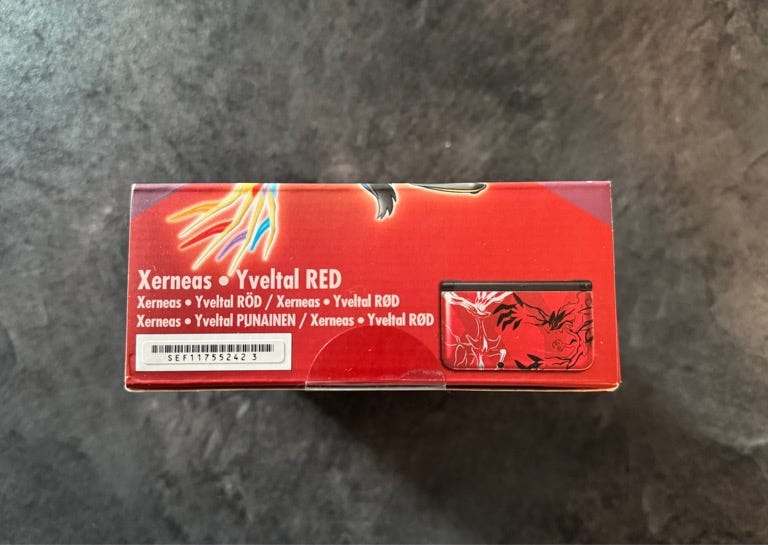 Xerneas • Yveltal RED
Xerneas • Yveltal RÖD / Xerneas • Yveltal RØD
Xerneas • Yveltal PUNAINEN / Xerneas • Yveltal RØD
SEF11755242 3